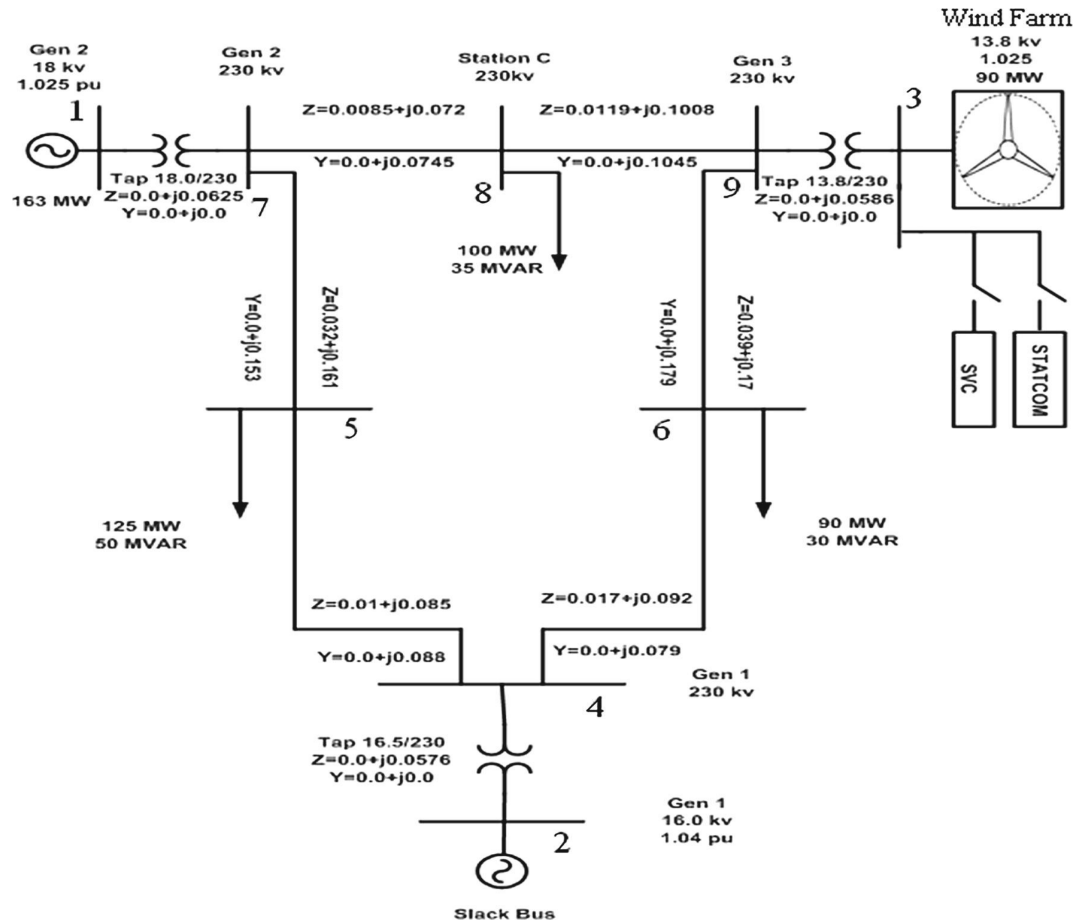 Wind Farm
13.8 kv
1.025
90 MW
Gen 2
18 kv
1.025 pu
1
163 MW
Gen 2
230 kv
Station C
230kv
Gen 3
230 kv
3
Z=0.0085+j0.072
Z=0.0119+j0.1008
Y=0.0+j0.0745
Y=0.0+j0.1045
Tap 18.0/230
Z=0.0+j0.0625
Y=0.0+j0.0
7
8
9
Tap 13.8/230
Z=0.0+j0.0586
Y=0.0+j0.0
100 MW
35 MVAR
Y=0.0+j0.153
Z=0.032+j0.161
Y=0.0+j0.179
Z=0.039+j0.17
SVC
STATCOM
5
6
125 MW
50 MVAR
90 MW
30 MVAR
Z=0.01+j0.085
Z=0.017+j0.092
Y=0.0+j0.088
Y=0.0+j0.079
Gen 1
230 kv
4
Tap 16.5/230
Z=0.0+j0.0576
Y=0.0+j0.0
Gen 1
16.0 kv
1.04 pu
2
Slack Bus